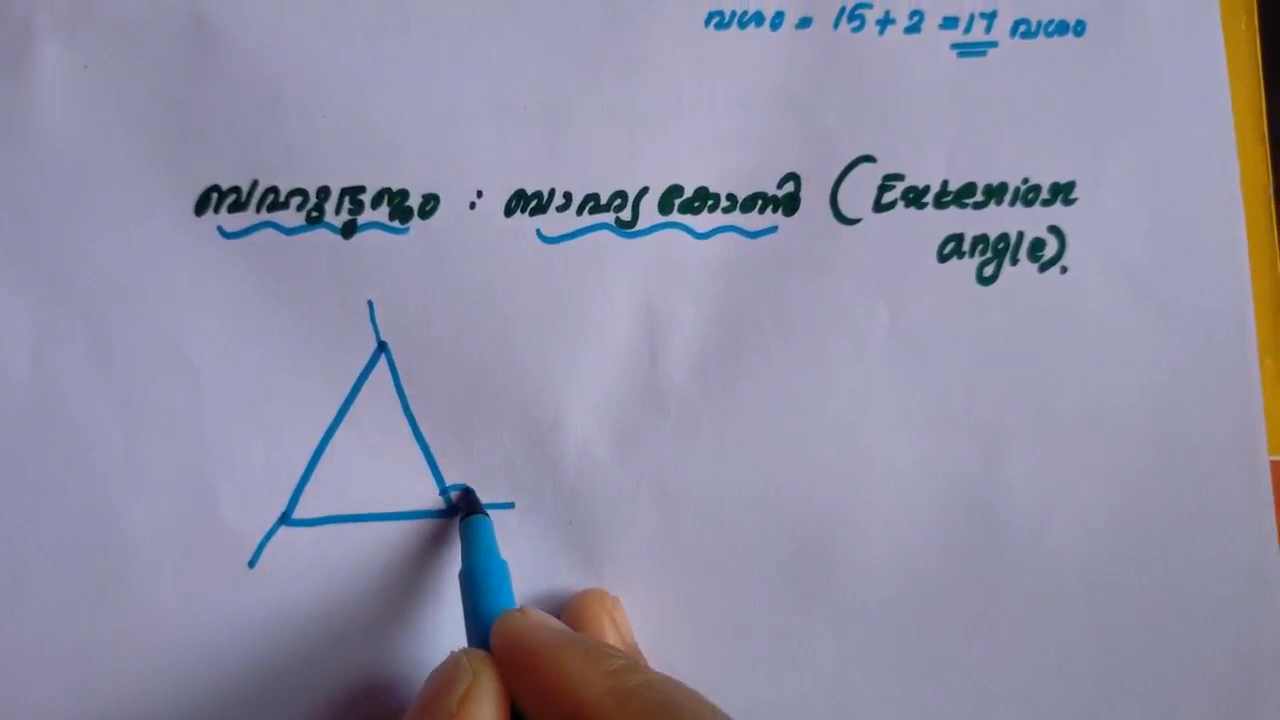 വശം = 15 + 2 = 17 വശം
ബഹുഭുജം : ബാഹ്യകോൺ (Exterior
angle).